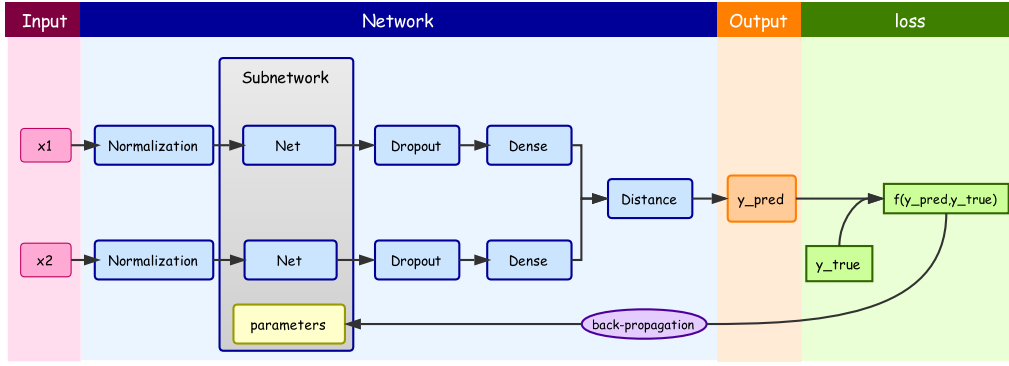 Input
Network
Output
loss
Subnetwork
x1
Normalization
Net
Dropout
Dense
Distance
y_pred
f(y_pred,y_true)
x2
Normalization
Net
Dropout
Dense
y_true
parameters
back-propagation